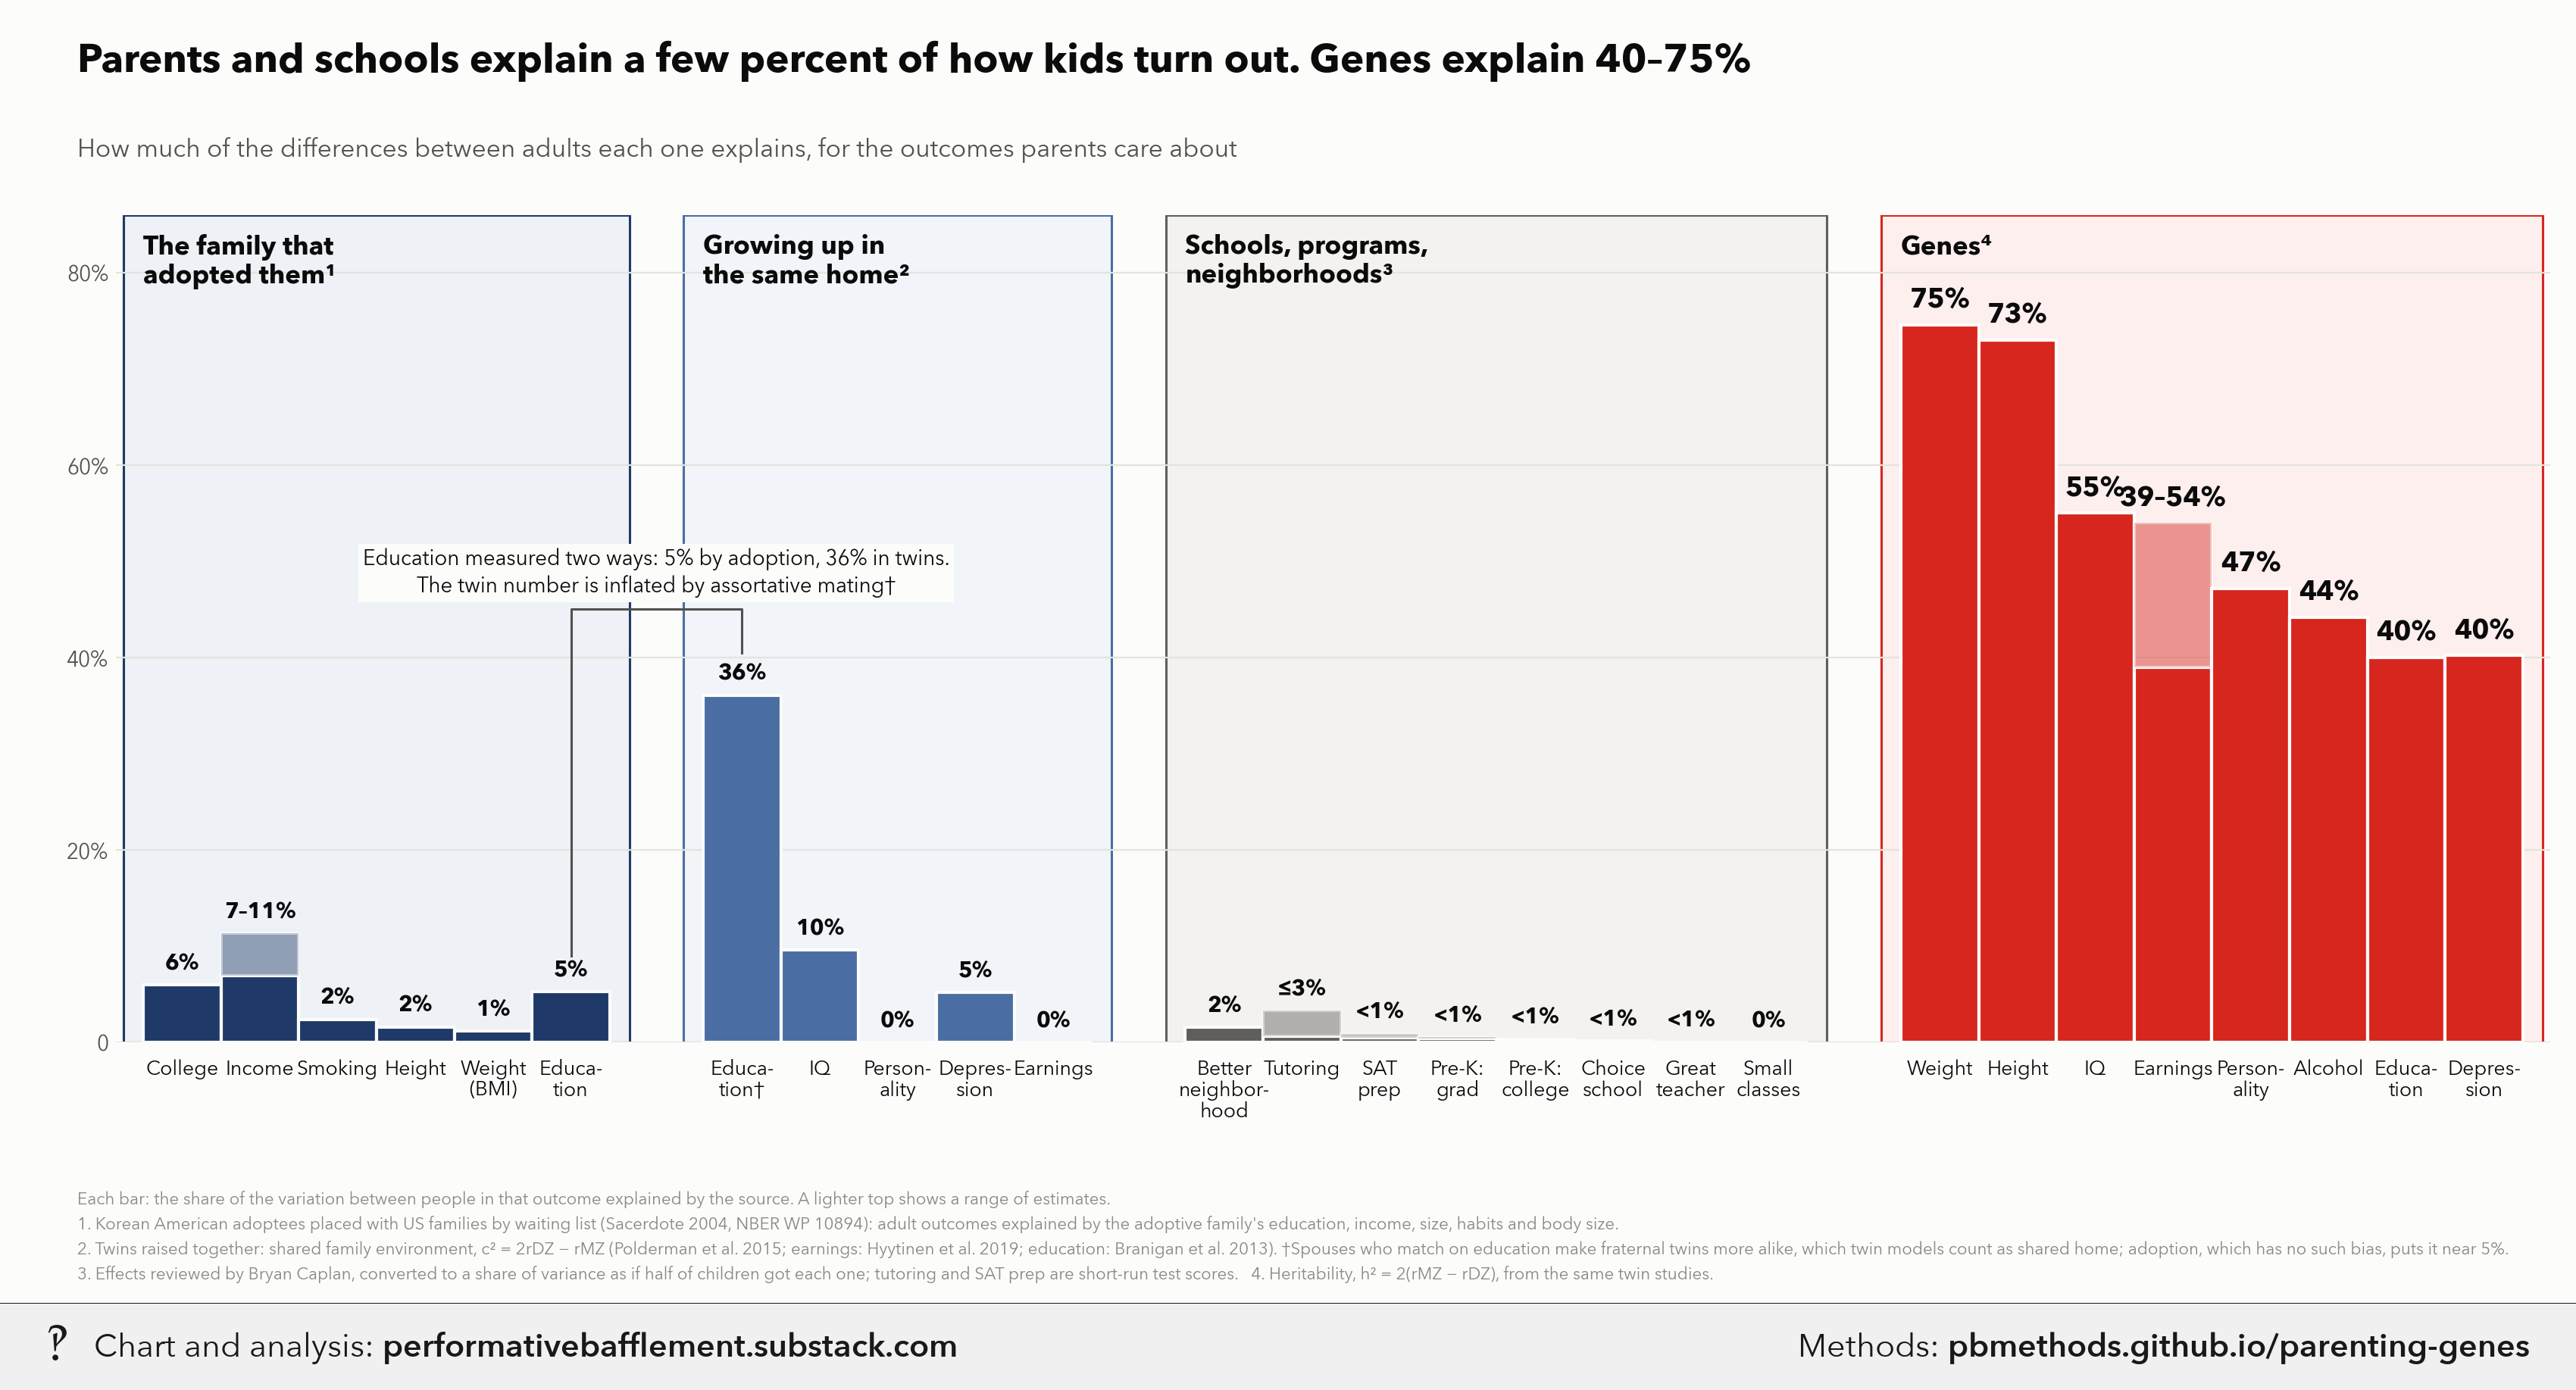 Parents and schools explain a few percent of how kids turn out. Genes explain 40–75%
How much of the differences between adults each one explains, for the outcomes parents care about
80%
60%
40%
20%
0
The family that
adopted them¹
6%
7–11%
2%
2%
1%
5%
College
Income
Smoking
Height
Weight
(BMI)
Educa-
tion
Education measured two ways: 5% by adoption, 36% in twins.
The twin number is inflated by assortative mating†
Growing up in
the same home²
36%
10%
0%
5%
0%
Educa-
tion†
IQ
Person-
ality
Depres-
sion
Earnings
Schools, programs,
neighborhoods³
2%
≤3%
<1%
<1%
<1%
<1%
<1%
0%
Better
neighbor-
hood
Tutoring
SAT
prep
Pre-K:
grad
Pre-K:
college
Choice
school
Great
teacher
Small
classes
Genes⁴
75%
73%
55%
39–54%
47%
44%
40%
40%
Weight
Height
IQ
Earnings
Person-
ality
Alcohol
Educa-
tion
Depres-
sion
Each bar: the share of the variation between people in that outcome explained by the source. A lighter top shows a range of estimates.
1. Korean American adoptees placed with US families by waiting list (Sacerdote 2004, NBER WP 10894): adult outcomes explained by the adoptive family's education, income, size, habits and body size.
2. Twins raised together: shared family environment, c² = 2rDZ − rMZ (Polderman et al. 2015; earnings: Hyytinen et al. 2019; education: Branigan et al. 2013). †Spouses who match on education make fraternal twins more alike, which twin models count as shared home; adoption, which has no such bias, puts it near 5%.
3. Effects reviewed by Bryan Caplan, converted to a share of variance as if half of children got each one; tutoring and SAT prep are short-run test scores. 4. Heritability, h² = 2(rMZ − rDZ), from the same twin studies.
‽ Chart and analysis: performativebafflement.substack.com
Methods: pbmethods.github.io/parenting-genes